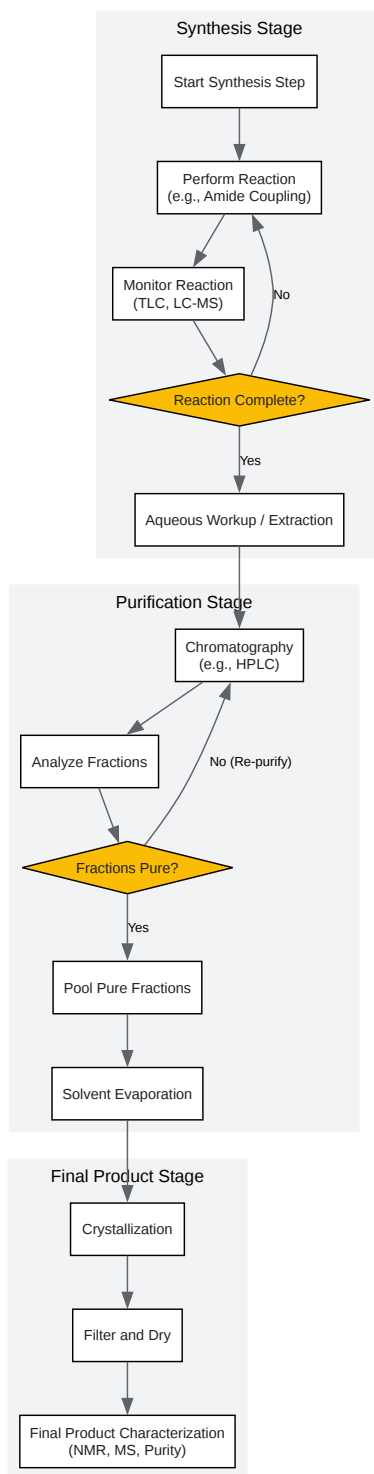 Synthesis Stage
Start Synthesis Step
Perform Reaction
(e.g., Amide Coupling)
Monitor Reaction
(TLC, LC-MS)
No
Reaction Complete?
Yes
Aqueous Workup / Extraction
Purification Stage
Chromatography
(e.g., HPLC)
Analyze Fractions
No (Re-purify)
Fractions Pure?
Yes
Pool Pure Fractions
Solvent Evaporation
Final Product Stage
Crystallization
Filter and Dry
Final Product Characterization
(NMR, MS, Purity)